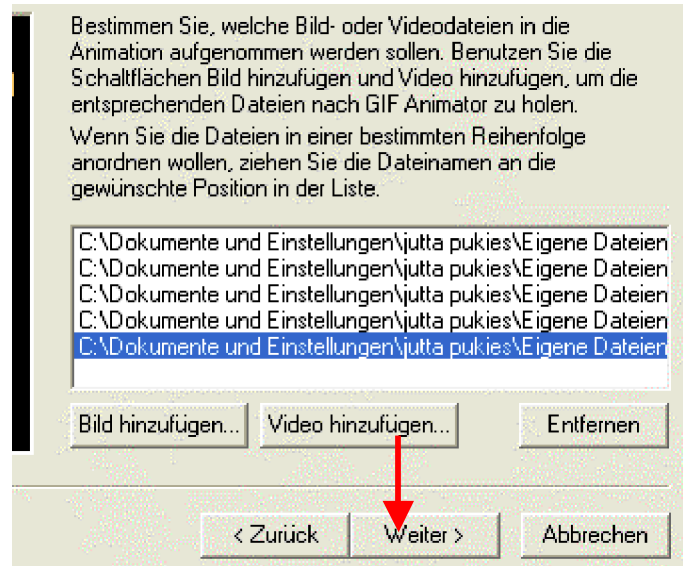 Bestimmen Sie, welche Bild- oder Videodateien in die
Animation aufgenommen werden sollen. Benutzen Sie die
Schaltflächen Bild hinzufügen und Video hinzufügen, um die
entsprechenden Dateien nach GIF Animator zu holen.
Wenn Sie die Dateien in einer bestimmten Reihenfolge
anordnen wollen, ziehen Sie die Dateinamen an die
gewünschte Position in der Liste.
C:\Dokumente und Einstellungen\jutta pukies\Eigene Dateien
C:\Dokumente und Einstellungen\jutta pukies\Eigene Dateien
C:\Dokumente und Einstellungen\jutta pukies\Eigene Dateien
C:\Dokumente und Einstellungen\jutta pukies\Eigene Dateien
C:\Dokumente und Einstellungen\jutta pukies\Eigene Dateien
Bild hinzufügen... Video hinzufügen... Entfernen
< Zurück Weiter > Abbrechen